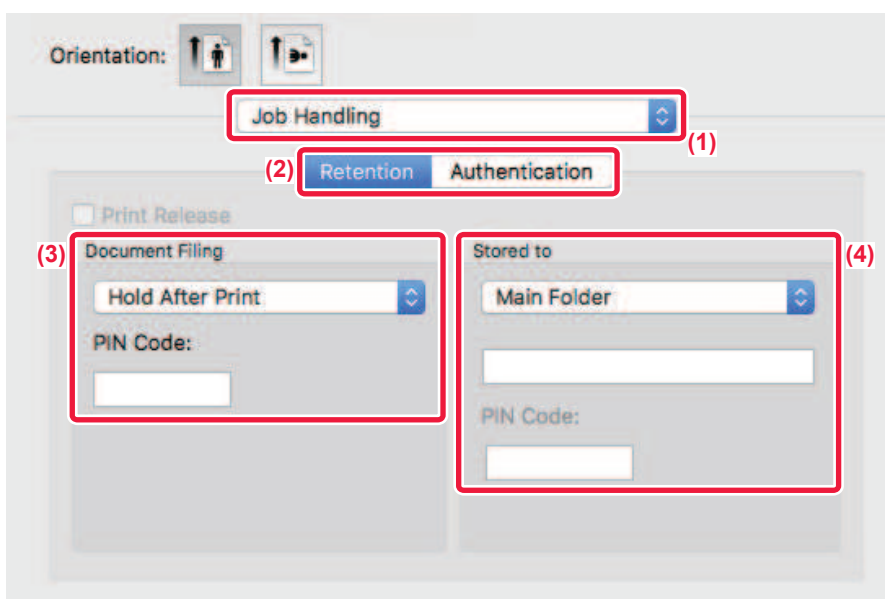 Orientation:
Job Handling
(1)
(2)
Retention Authentication
Print Release
(3)
Document Filing
Hold After Print
PIN Code:
Stored to
(4)
Main Folder
PIN Code: